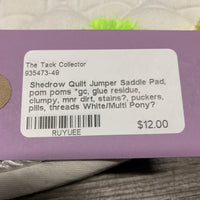 The Tack Collector
935473-49
Shedrow Quilt Jumper Saddle Pad,
pom poms *gc, glue residue,
clumpy, mnr dirt, stains?, puckers,
pills, threads White/Multi Pony?
RUYUEE
$12.00